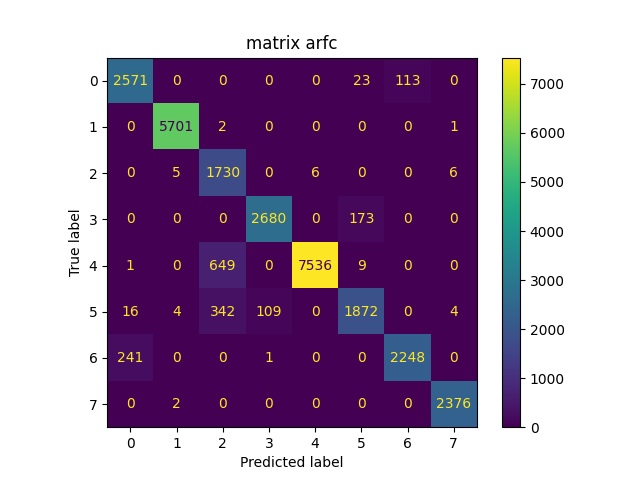 matrix arfc
True label
0 2571 0 0 0 0 23 113 0
1 0 5701 2 0 0 0 0 1
2 0 5 1730 0 6 0 0 6
3 0 0 0 2680 0 173 0 0
4 1 0 649 0 7536 9 0 0
5 16 4 342 109 0 1872 0 4
6 241 0 0 1 0 0 2248 0
7 0 2 0 0 0 0 0 2376
0 1 2 3 4 5 6 7
Predicted label
7000
6000
5000
4000
3000
2000
1000
0